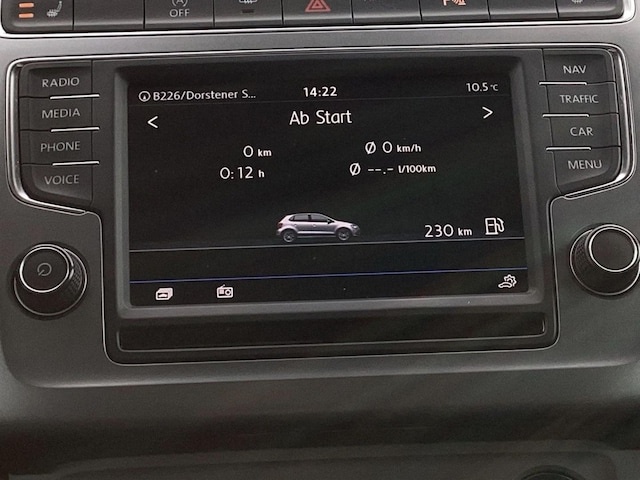 A
OFF
RADIO
MEDIA
PHONE
VOICE
B226/Dorstener S...
14:22
10.5 °C
< Ab Start >
0 km
Ø 0 km/h
0:12 h
Ø --.- l/100km
230 km
NAV
TRAFFIC
CAR
MENU